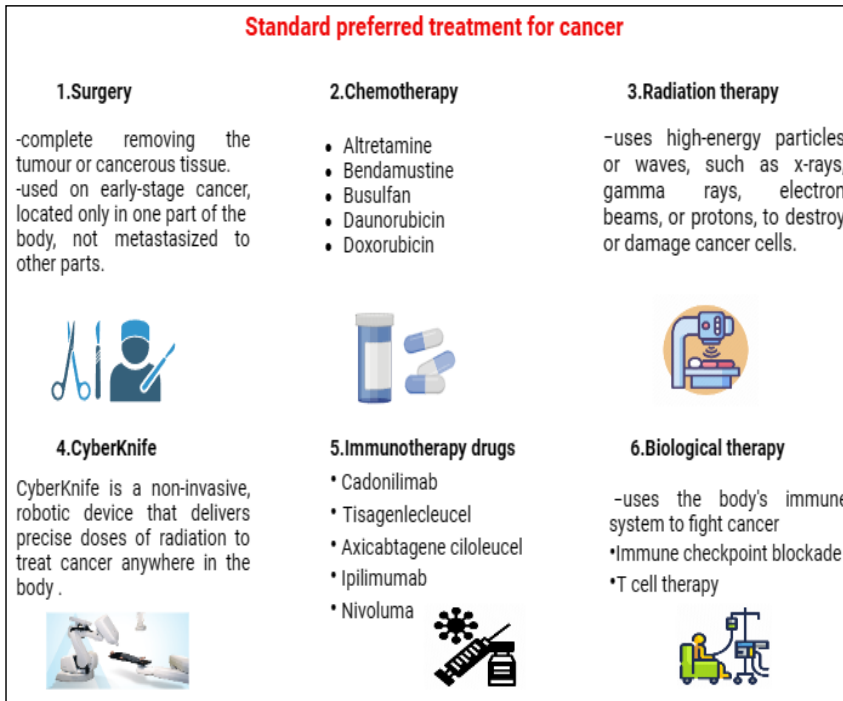 Standard preferred treatment for cancer
1.Surgery
-complete removing the
tumour or cancerous tissue.
-used on early-stage cancer,
located only in one part of the
body, not metastasized to
other parts.
2.Chemotherapy
• Altretamine
• Bendamustine
• Busulfan
• Daunorubicin
• Doxorubicin
3.Radiation therapy
–uses high-energy particles
or waves, such as x-rays,
gamma rays, electron
beams, or protons, to destroy
or damage cancer cells.
4.CyberKnife
CyberKnife is a non-invasive,
robotic device that delivers
precise doses of radiation to
treat cancer anywhere in the
body .
5.Immunotherapy drugs
• Cadonilimab
• Tisagenlecleucel
• Axicabtagene ciloleucel
• Ipilimumab
• Nivoluma
6.Biological therapy
–uses the body's immune
system to fight cancer
•Immune checkpoint blockade
•T cell therapy